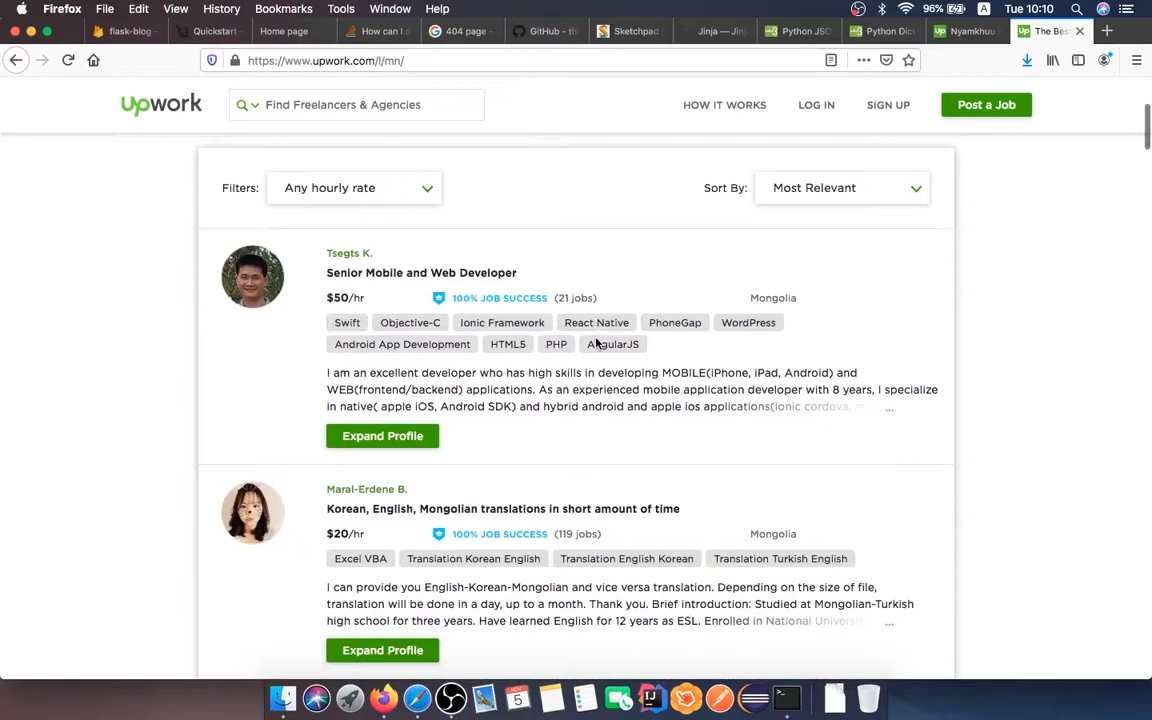 Firefox File Edit View History Bookmarks Tools Window Help 96% A Tue 10:10
flask-blog Quickstart Home page How can I d 404 page - GitHub - th Sketchpad Jinja — Jin Python JSO Python Dict Nyamkhuu The Bes
https://www.upwork.com/l/mn/
upwork Find Freelancers & Agencies HOW IT WORKS LOG IN SIGN UP Post a Job
Filters: Any hourly rate Sort By: Most Relevant
Tsegts K.
Senior Mobile and Web Developer
$50/hr 100% JOB SUCCESS (21 jobs) Mongolia
Swift Objective-C Ionic Framework React Native PhoneGap WordPress
Android App Development HTML5 PHP AngularJS
I am an excellent developer who has high skills in developing MOBILE(iPhone, iPad, Android) and
WEB(frontend/backend) applications. As an experienced mobile application developer with 8 years, I specialize
in native( apple iOS, Android SDK) and hybrid android and apple ios applications(ionic cordova, ...
Expand Profile
Maral-Erdene B.
Korean, English, Mongolian translations in short amount of time
$20/hr 100% JOB SUCCESS (119 jobs) Mongolia
Excel VBA Translation Korean English Translation English Korean Translation Turkish English
I can provide you English-Korean-Mongolian and vice versa translation. Depending on the size of file,
translation will be done in a day, up to a month. Thank you. Brief introduction: Studied at Mongolian-Turkish
high school for three years. Have learned English for 12 years as ESL. Enrolled in National Universi ...
Expand Profile
NOV
5